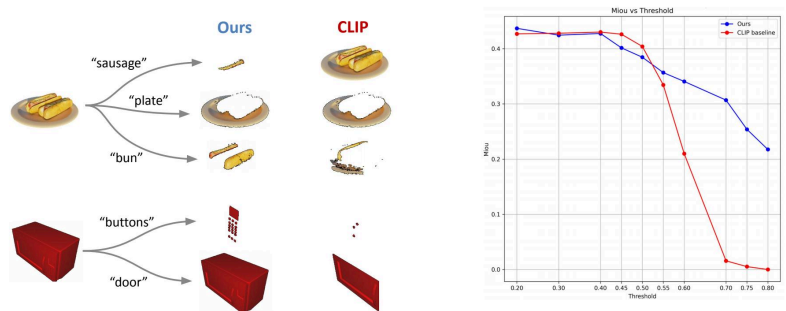 Ours
CLIP
“sausage”
“plate”
“bun”
“buttons”
“door”
Miou vs Threshold
Ours
CLIP baseline
Miou
0.4
0.3
0.2
0.1
0.0
0.20
0.30
0.40
0.45
0.50
0.55
0.60
0.70
0.75
0.80
Threshold